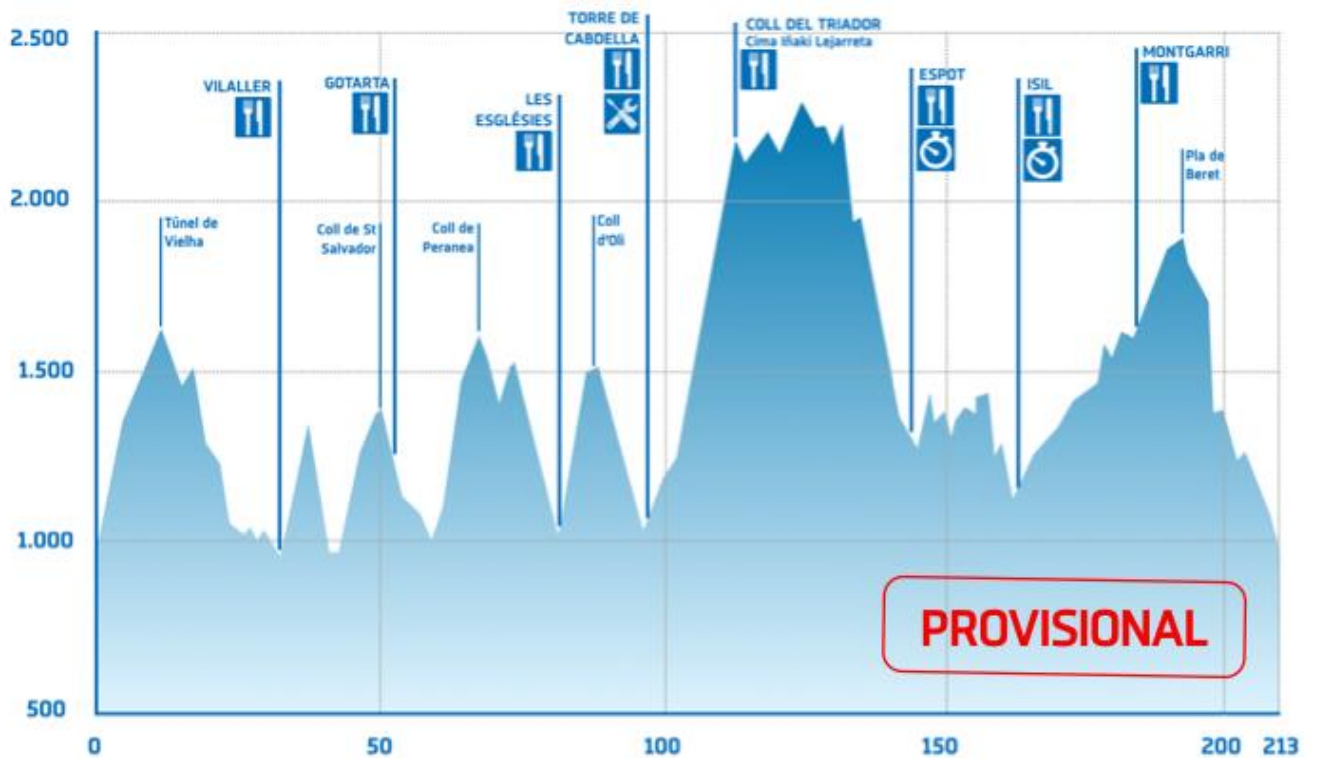 2.500
2.000
1.500
1.000
500
0
50
100
150
200
213
Túnel de
Vielha
VILALLER
Coll de St
Salvador
GOTARTA
Coll de
Peranea
LES
ESGLÉSIES
Coll
d'Oli
TORRE DE
CABDELLA
COLL DEL TRIADOR
Cima Iñaki Lejarreta
ESPOT
ISIL
MONTGARRI
Pla de
Beret
PROVISIONAL